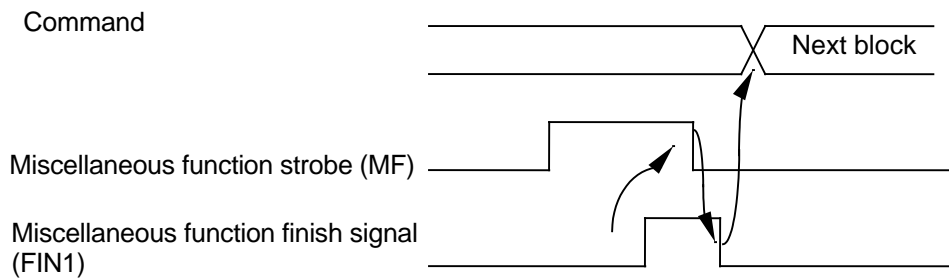 Command
Next block
Miscellaneous function strobe (MF)
Miscellaneous function finish signal
(FIN1)